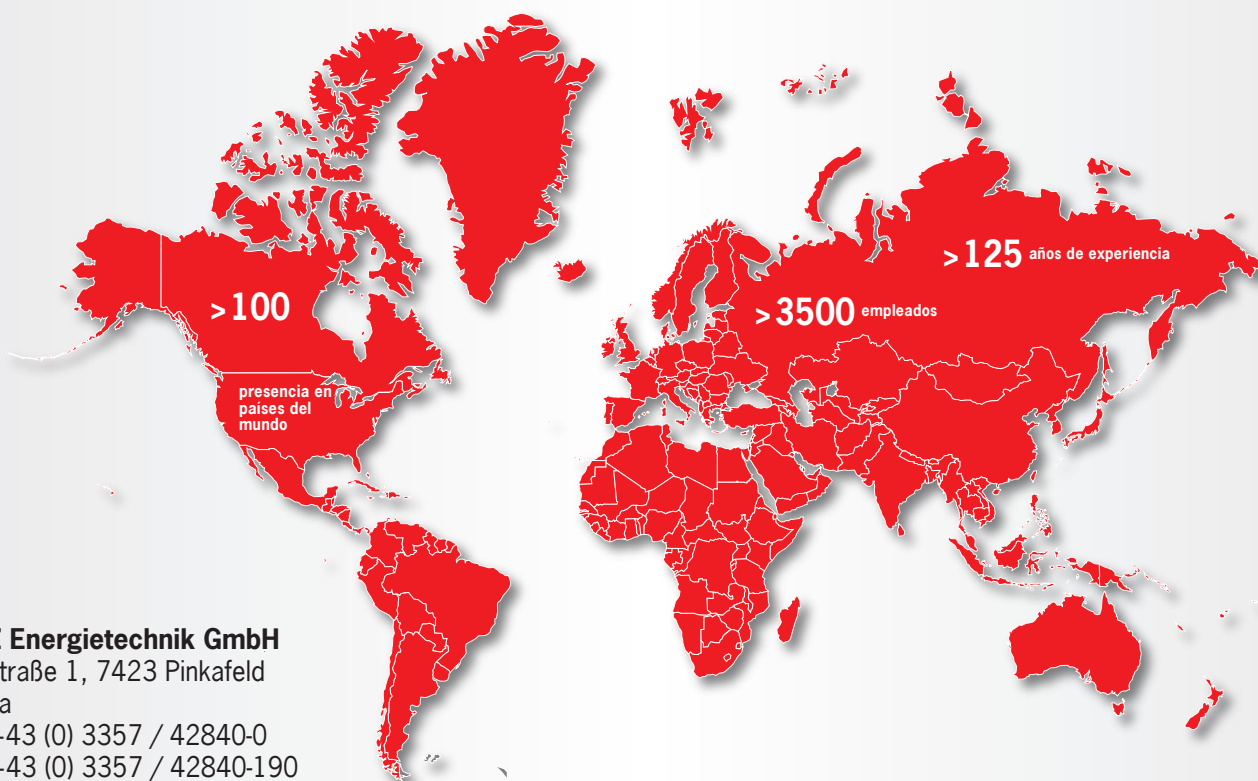 >125 años de experiencia
>100
>3500 empleados
presencia en
países del
mundo
Energietechnik GmbH
1, 7423 Pinkafeld
43 (0) 3357 / 42840-0
43 (0) 3357 / 42840-190